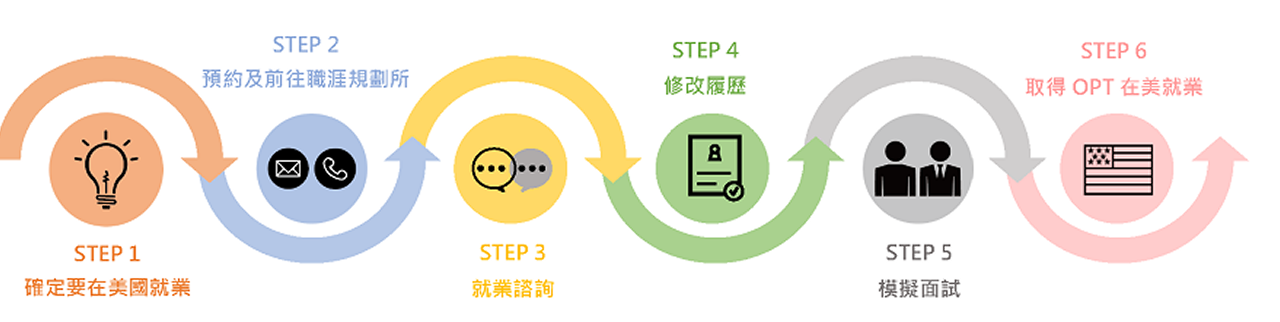 STEP 1
確定要在美國就業
STEP 2
預約及前往職涯規劃所
STEP 3
就業諮詢
STEP 4
修改履歷
STEP 5
模擬面試
STEP 6
取得 OPT 在美就業